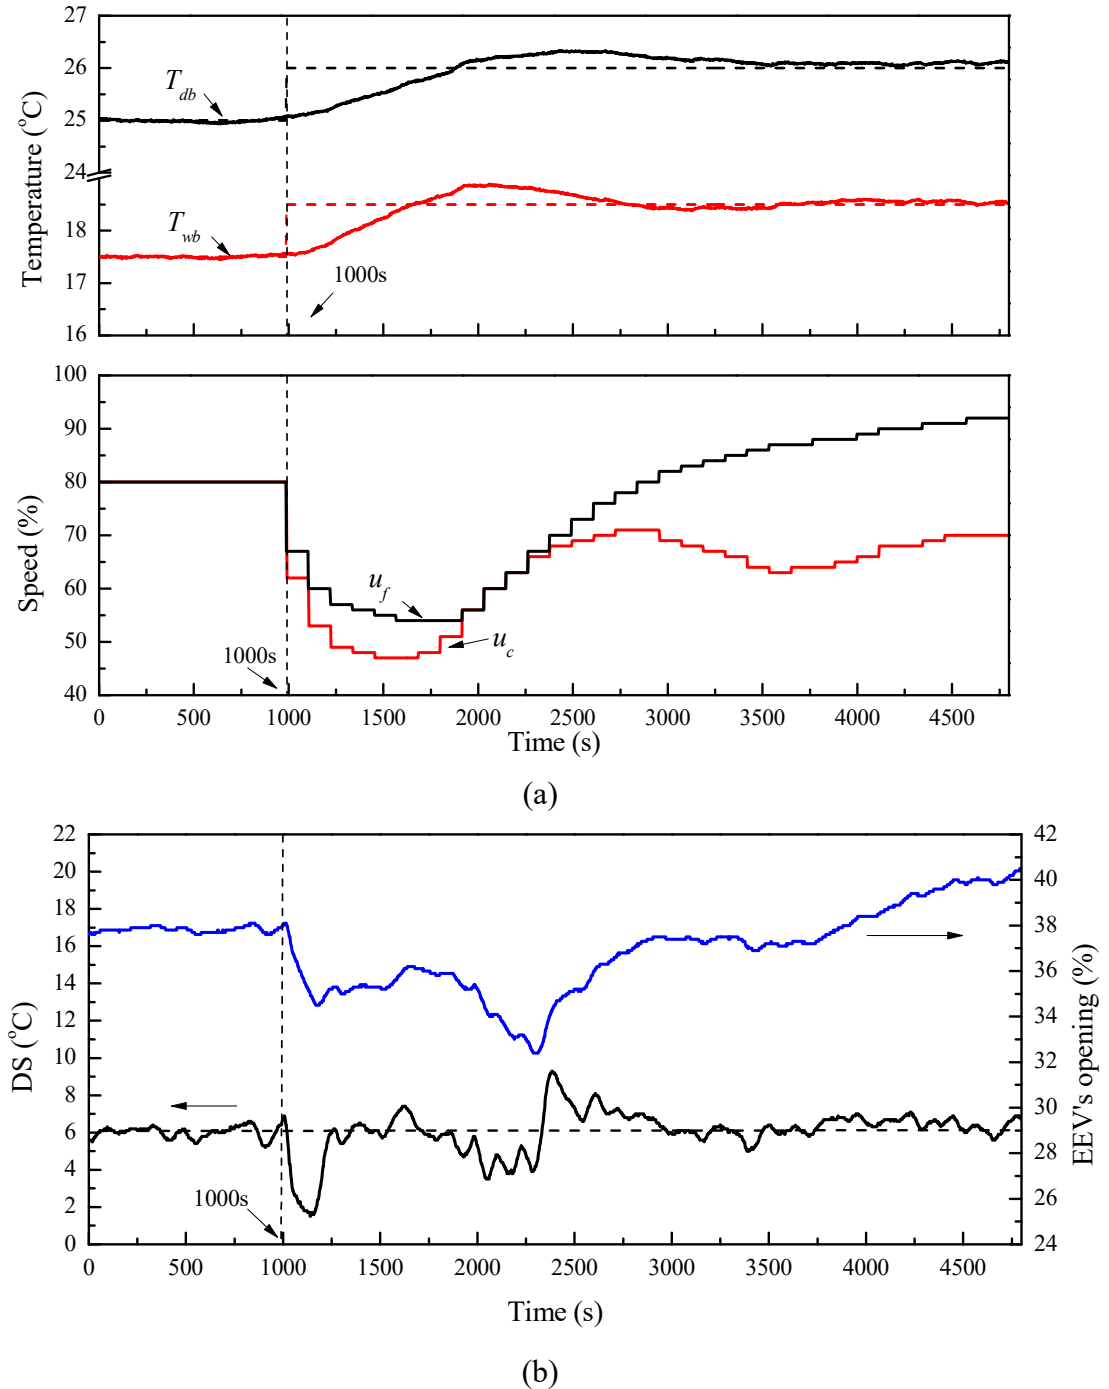 27
26
25
24
18
17
16
Temperature (°C)
T_db
T_wb
1000s
100
90
80
70
60
50
40
Speed (%)
u_f
u_c
1000s
0 500 1000 1500 2000 2500 3000 3500 4000 4500
Time (s)
(a)
22
20
18
16
14
12
10
8
6
4
2
0
DS (°C)
42
40
38
36
34
32
30
28
26
24
EEV's opening (%)
1000s
0 500 1000 1500 2000 2500 3000 3500 4000 4500
Time (s)
(b)